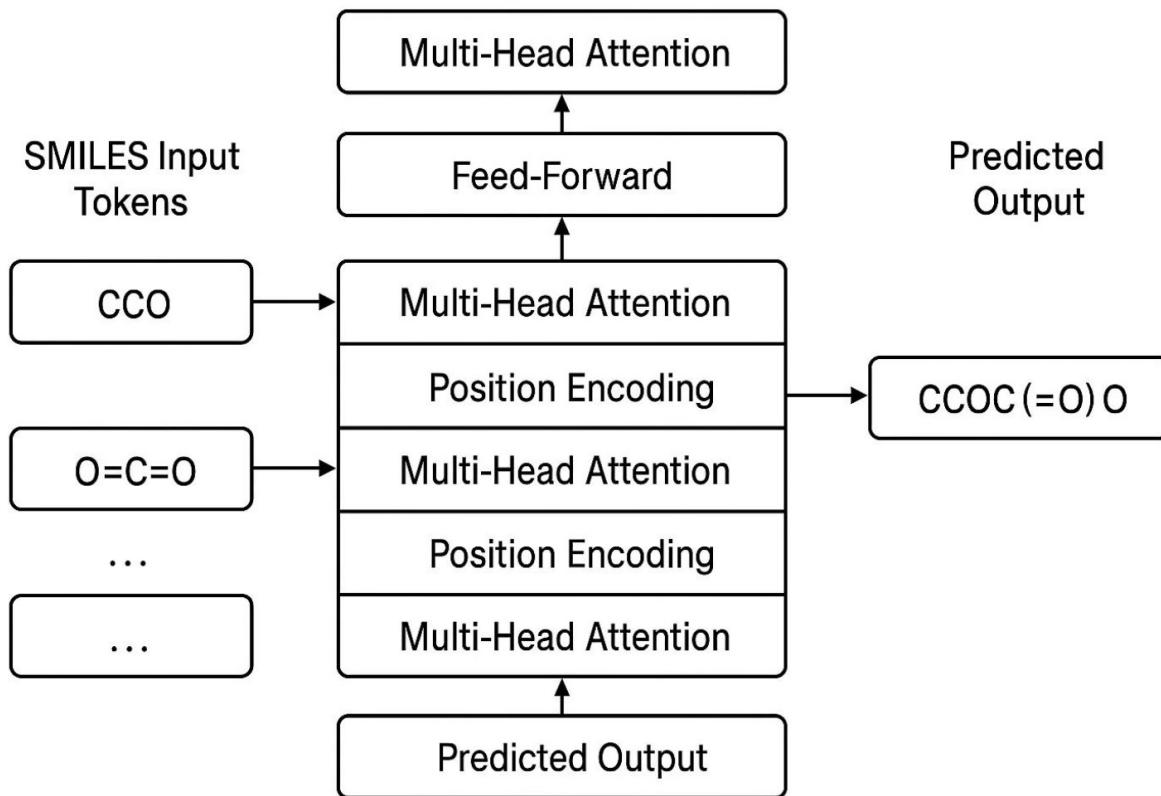 Multi-Head Attention
Feed-Forward
SMILES Input
Tokens
CCO
O=C=O
...
...
Multi-Head Attention
Position Encoding
Multi-Head Attention
Position Encoding
Multi-Head Attention
Predicted Output
Predicted
Output
CCOC (=O) O